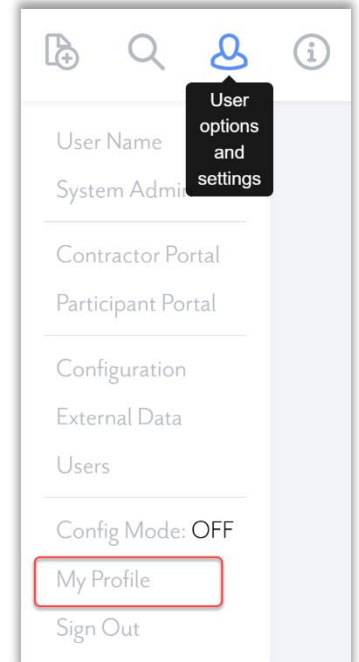 User
options
and
settings
User Name
System Admi
Contractor Portal
Participant Portal
Configuration
External Data
Users
Config Mode: OFF
My Profile
Sign Out